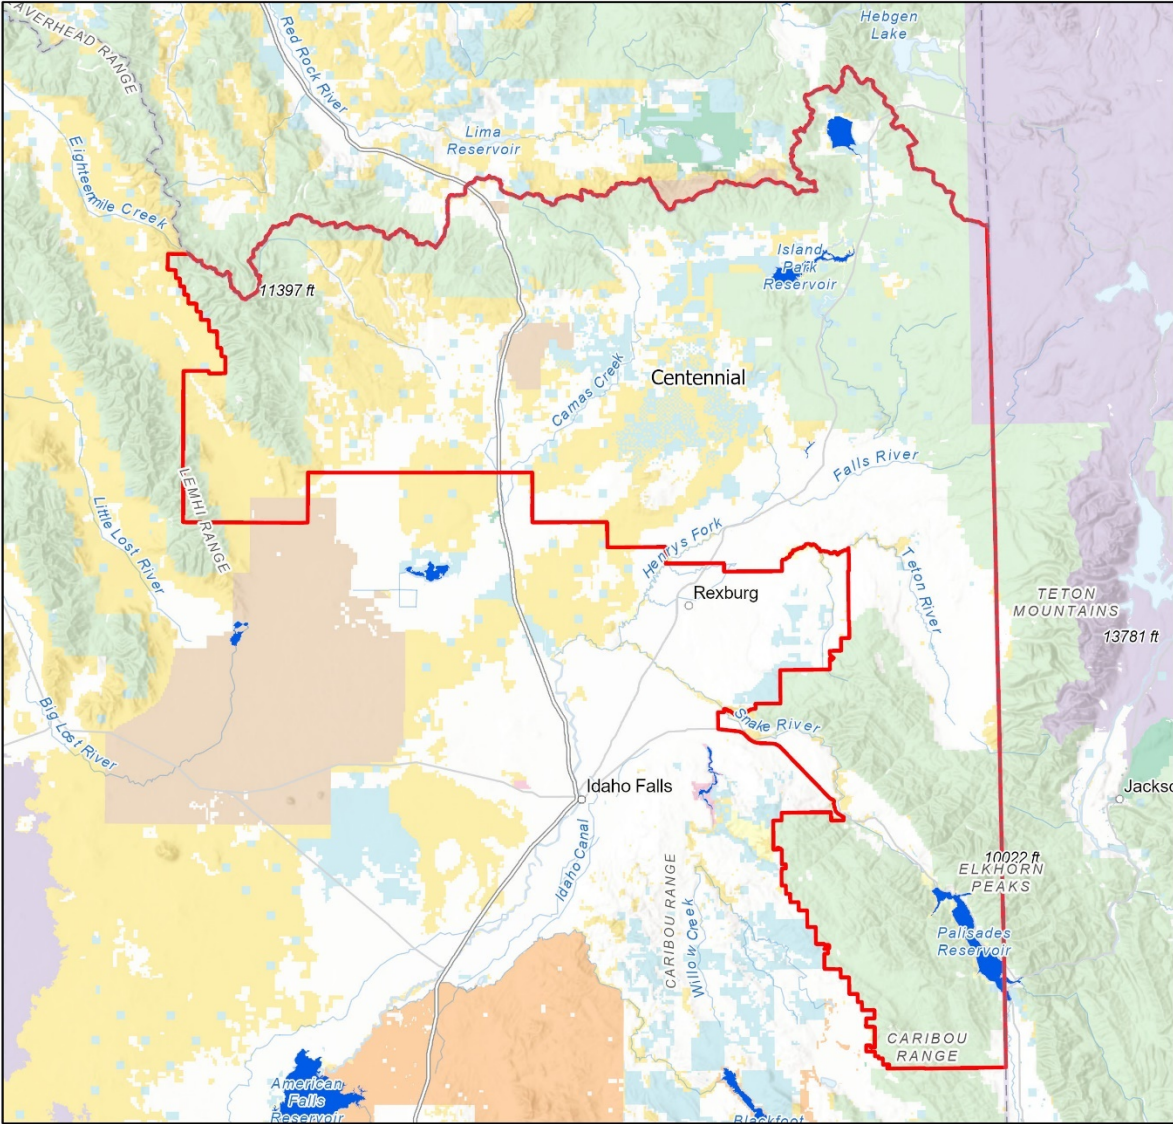 Hebgen
Lake
AVERHEAD RANGE
Red Rock River
Lima
Reservoir
Eighteenmile Creek
Island
Park
Reservoir
11397 ft
Camas Creek
Centennial
Falls River
LEMHI RANGE
Little Lost River
Henrys Fork
Teton River
Rexburg
TETON
MOUNTAINS
13781 ft
Big Lost River
Snake River
Idaho Falls
Jackso
Idaho Canal
CARIBOU RANGE
Willow Creek
10022 ft
ELKHORN
PEAKS
Palisades
Reservoir
CARIBOU
RANGE
American
Falls
Reservoir
Blackfoot